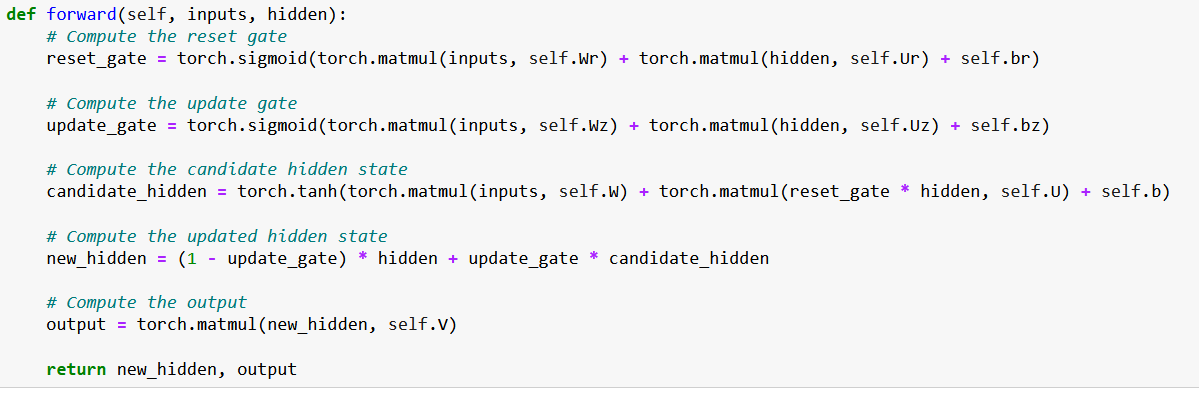 def forward(self, inputs, hidden):
    # Compute the reset gate
    reset_gate = torch.sigmoid(torch.matmul(inputs, self.Wr) + torch.matmul(hidden, self.Ur) + self.br)

    # Compute the update gate
    update_gate = torch.sigmoid(torch.matmul(inputs, self.Wz) + torch.matmul(hidden, self.Uz) + self.bz)

    # Compute the candidate hidden state
    candidate_hidden = torch.tanh(torch.matmul(inputs, self.W) + torch.matmul(reset_gate * hidden, self.U) + self.b)

    # Compute the updated hidden state
    new_hidden = (1 - update_gate) * hidden + update_gate * candidate_hidden

    # Compute the output
    output = torch.matmul(new_hidden, self.V)

    return new_hidden, output